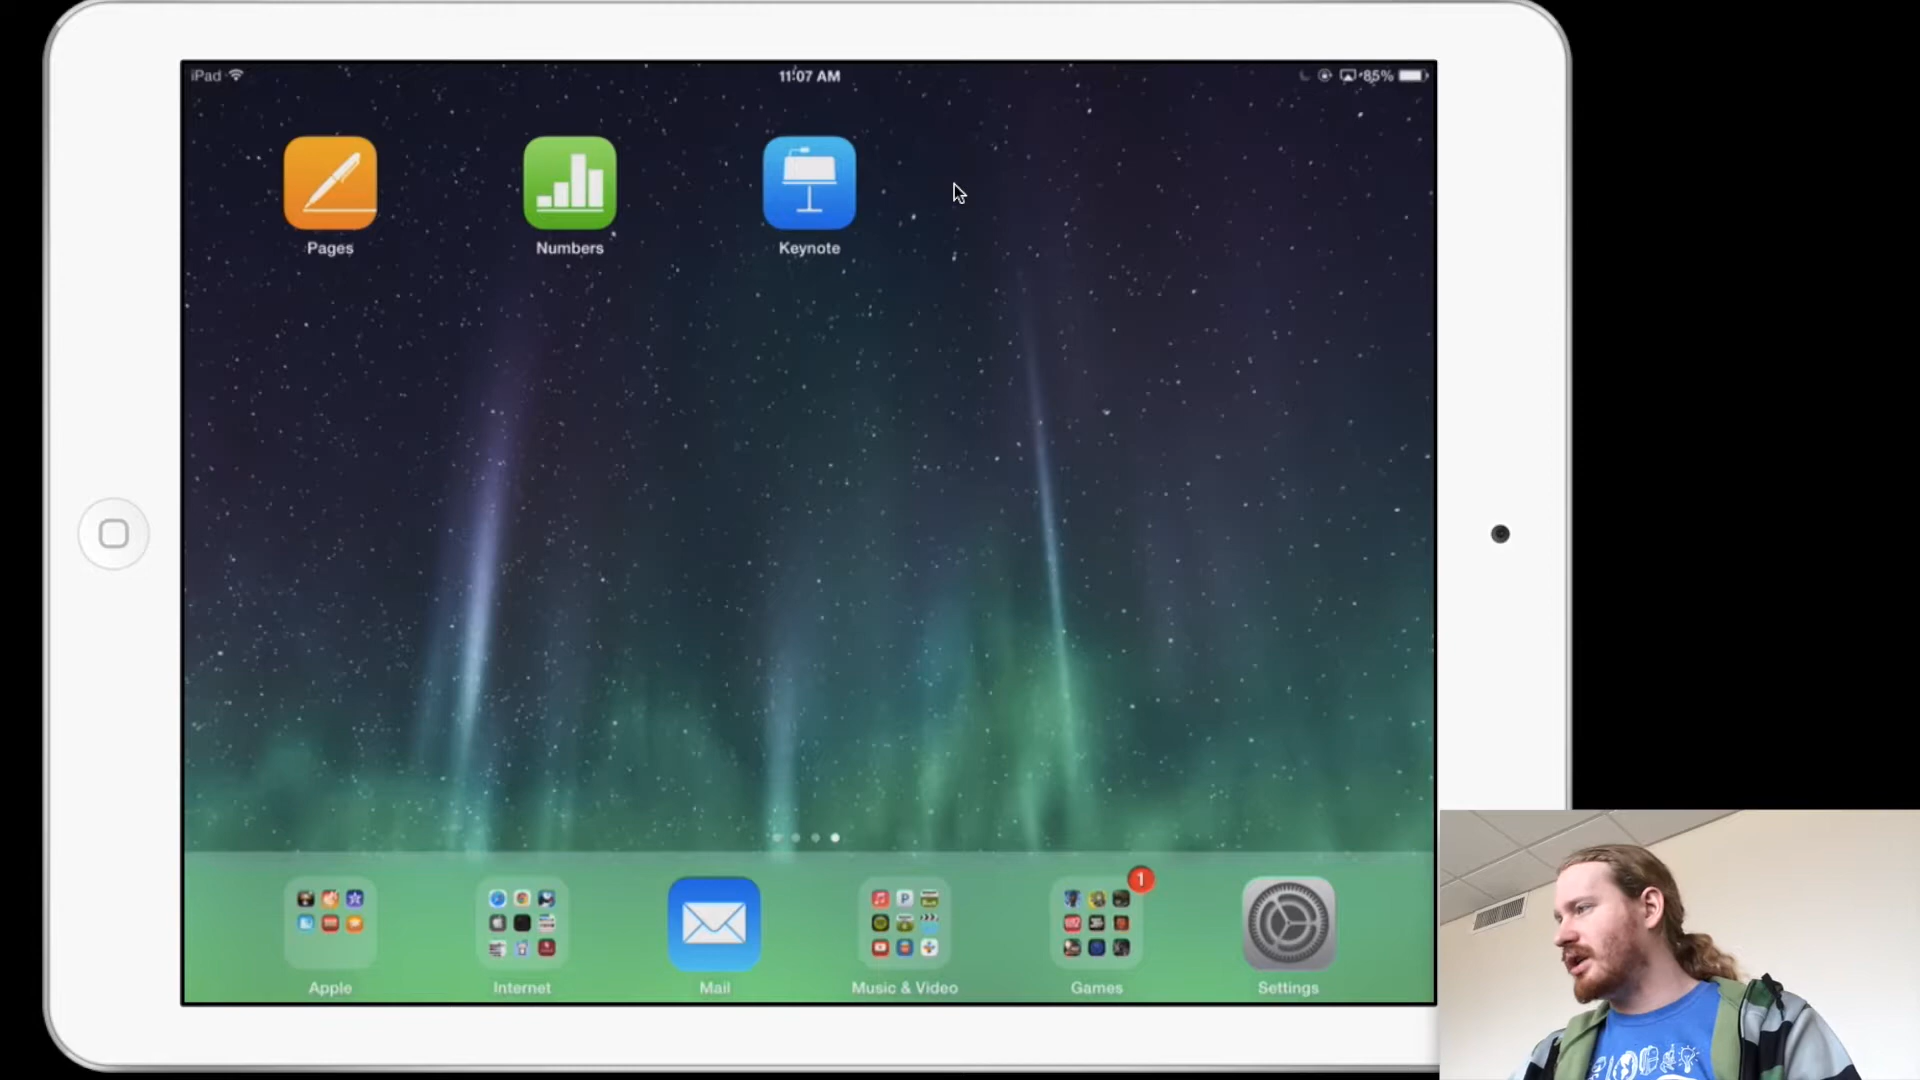 iPad
11:07 AM
85%
Pages
Numbers
Keynote
1
Apple
Internet
Mail
Music & Video
Games
Settings